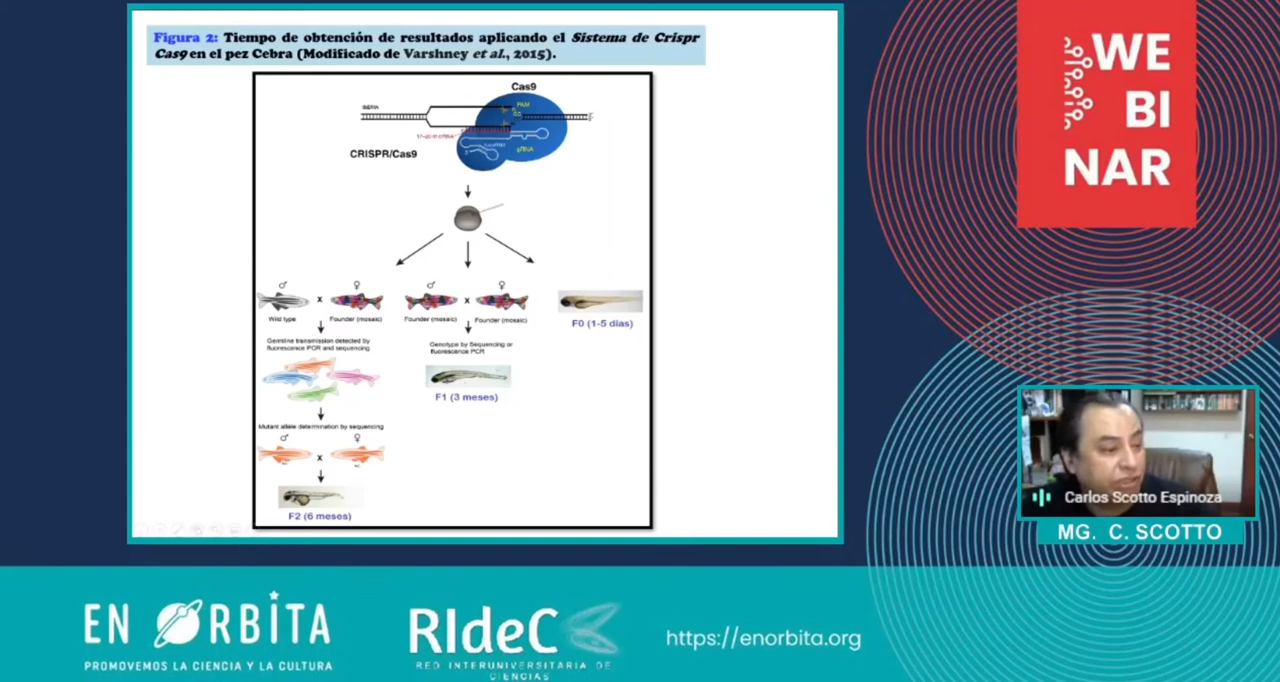 Figura 2: Tiempo de obtención de resultados aplicando el Sistema de Crispr
Cas9 en el pez Cebra (Modificado de Varshney et al., 2015).
Cas9
PAM
CRISPR/Cas9
♂ ♀
x
Wild type Founder (mosaic)
♂ ♀
x
Founder (mosaic) Founder (mosaic)
F0 (1-5 días)
Germline transmission detected by
fluorescence PCR and sequencing
Genotype by Sequencing or
fluorescence PCR
F1 (3 meses)
Mutant allele determination by sequencing
♂ ♀
x
F2 (6 meses)
WE
BI
NAR
Carlos Scotto Espinoza
MG. C. SCOTTO
EN ORBITA
PROMOVEMOS LA CIENCIA Y LA CULTURA
RIdeC
RED INTERUNIVERSITARIA DE
CIENCIAS
https://enorbita.org